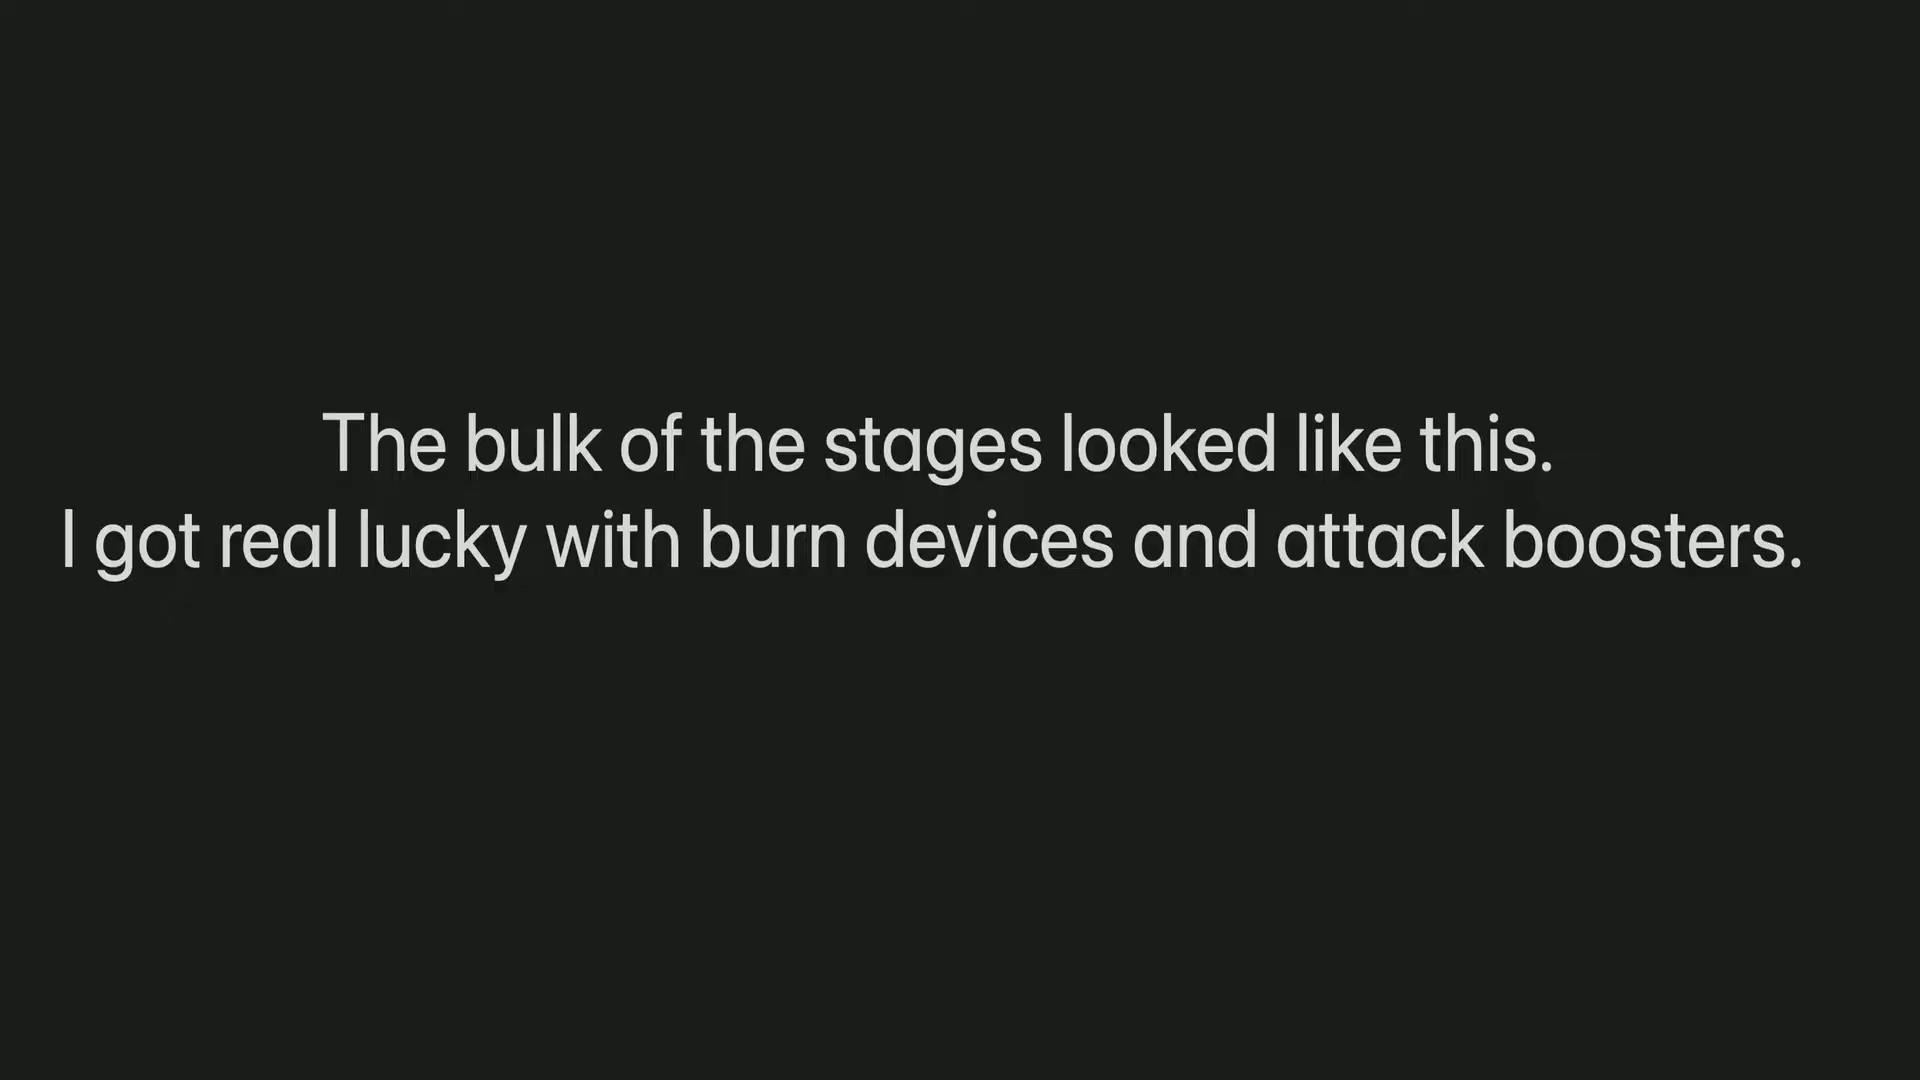 The bulk of the stages looked like this.
I got real lucky with burn devices and attack boosters.